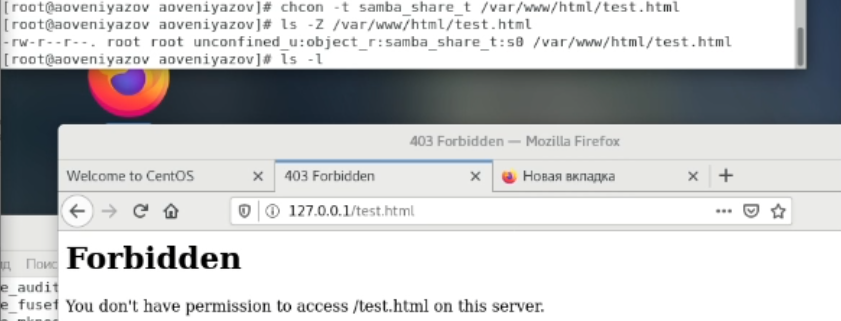 [root@aoveniyazov aoveniyazov]# chcon -t samba_share_t /var/www/html/test.html
[root@aoveniyazov aoveniyazov]# ls -Z /var/www/html/test.html
-rw-r--r--. root root unconfined_u:object_r:samba_share_t:s0 /var/www/html/test.html
[root@aoveniyazov aoveniyazov]# ls -l
403 Forbidden — Mozilla Firefox
Welcome to CentOS
403 Forbidden
Новая вкладка
127.0.0.1/test.html
Forbidden
You don't have permission to access /test.html on this server.
ид Поис
e_audit
e_fusef